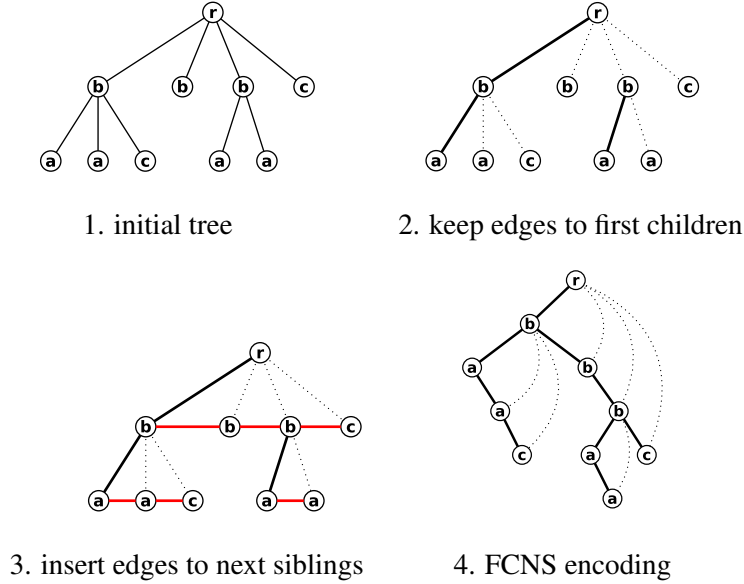 r r
b b b c b b b c
a a c a a a a c a a
1. initial tree 2. keep edges to first children
r
b
r a b
b b b c a b
c a c
a a c a a a
3. insert edges to next siblings 4. FCNS encoding